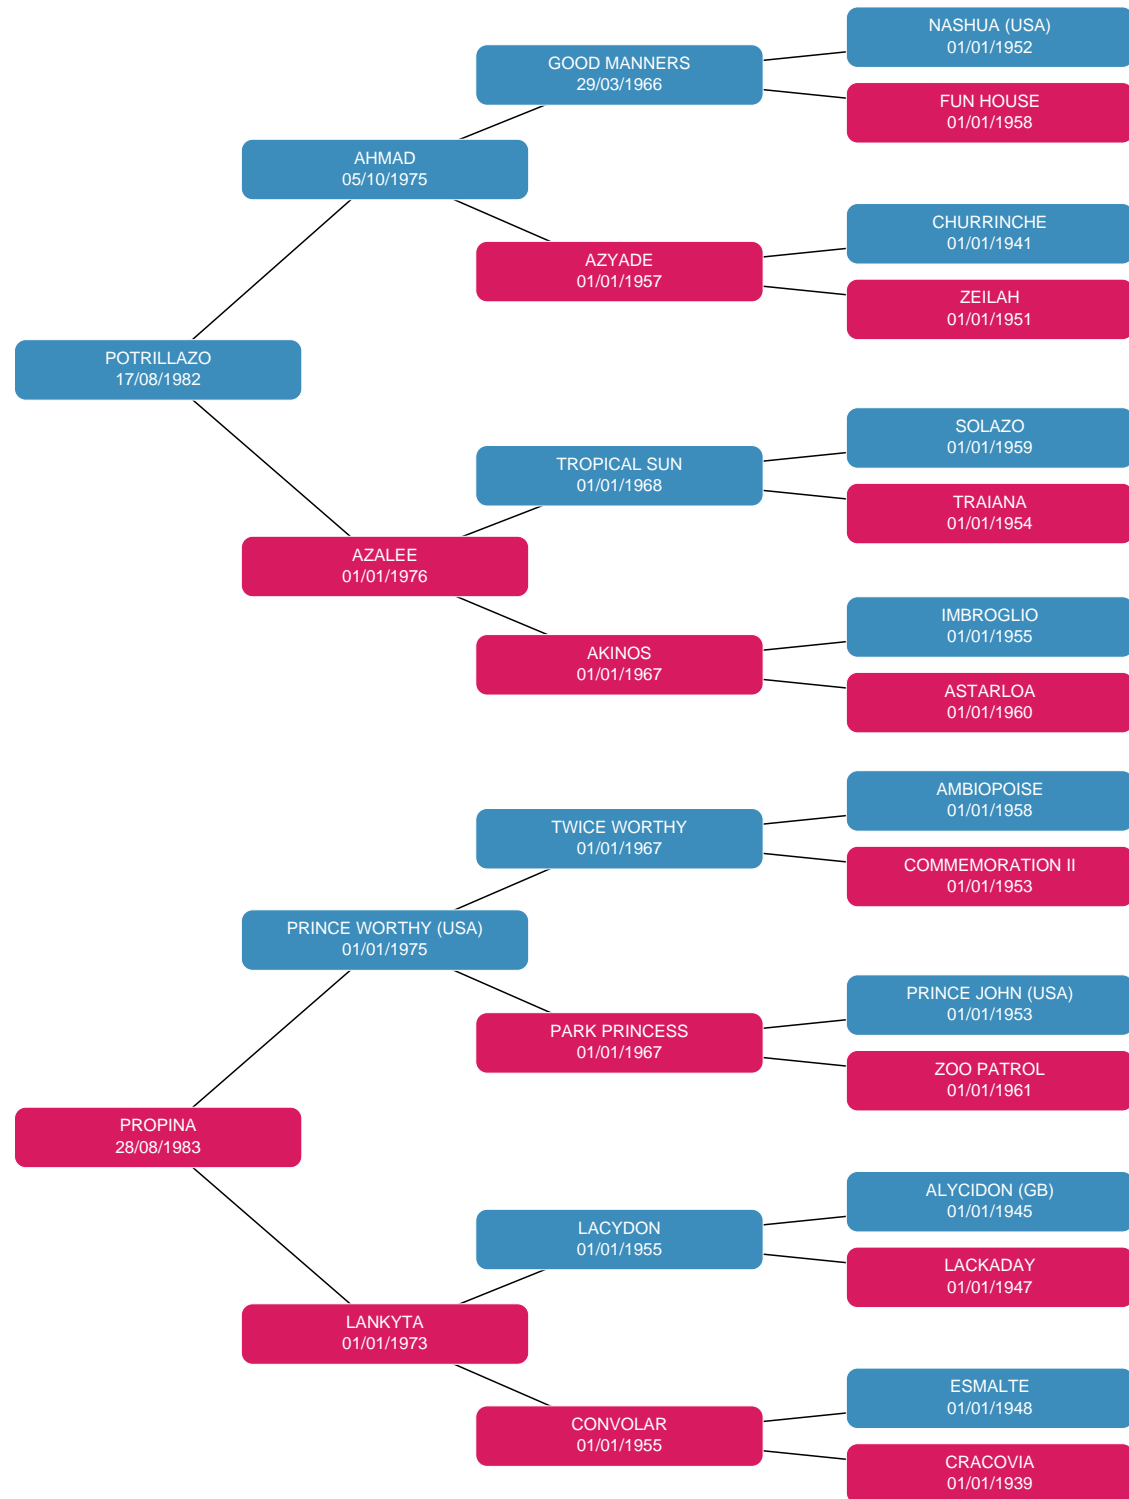 NASHUA (USA)
01/01/1952
GOOD MANNERS
29/03/1966
FUN HOUSE
01/01/1958
AHMAD
05/10/1975
CHURRINCHE
01/01/1941
AZYADE
01/01/1957
ZEILAH
01/01/1951
POTRILLAZO
17/08/1982
SOLAZO
01/01/1959
TROPICAL SUN
01/01/1968
TRAIANA
01/01/1954
AZALEE
01/01/1976
IMBROGLIO
01/01/1955
AKINOS
01/01/1967
ASTARLOA
01/01/1960
AMBIOPOISE
01/01/1958
TWICE WORTHY
01/01/1967
COMMEMORATION II
01/01/1953
PRINCE WORTHY (USA)
01/01/1975
PRINCE JOHN (USA)
01/01/1953
PARK PRINCESS
01/01/1967
ZOO PATROL
01/01/1961
PROPINA
28/08/1983
ALYCIDON (GB)
01/01/1945
LACYDON
01/01/1955
LACKADAY
01/01/1947
LANKYTA
01/01/1973
ESMALTE
01/01/1948
CONVOLAR
01/01/1955
CRACOVIA
01/01/1939